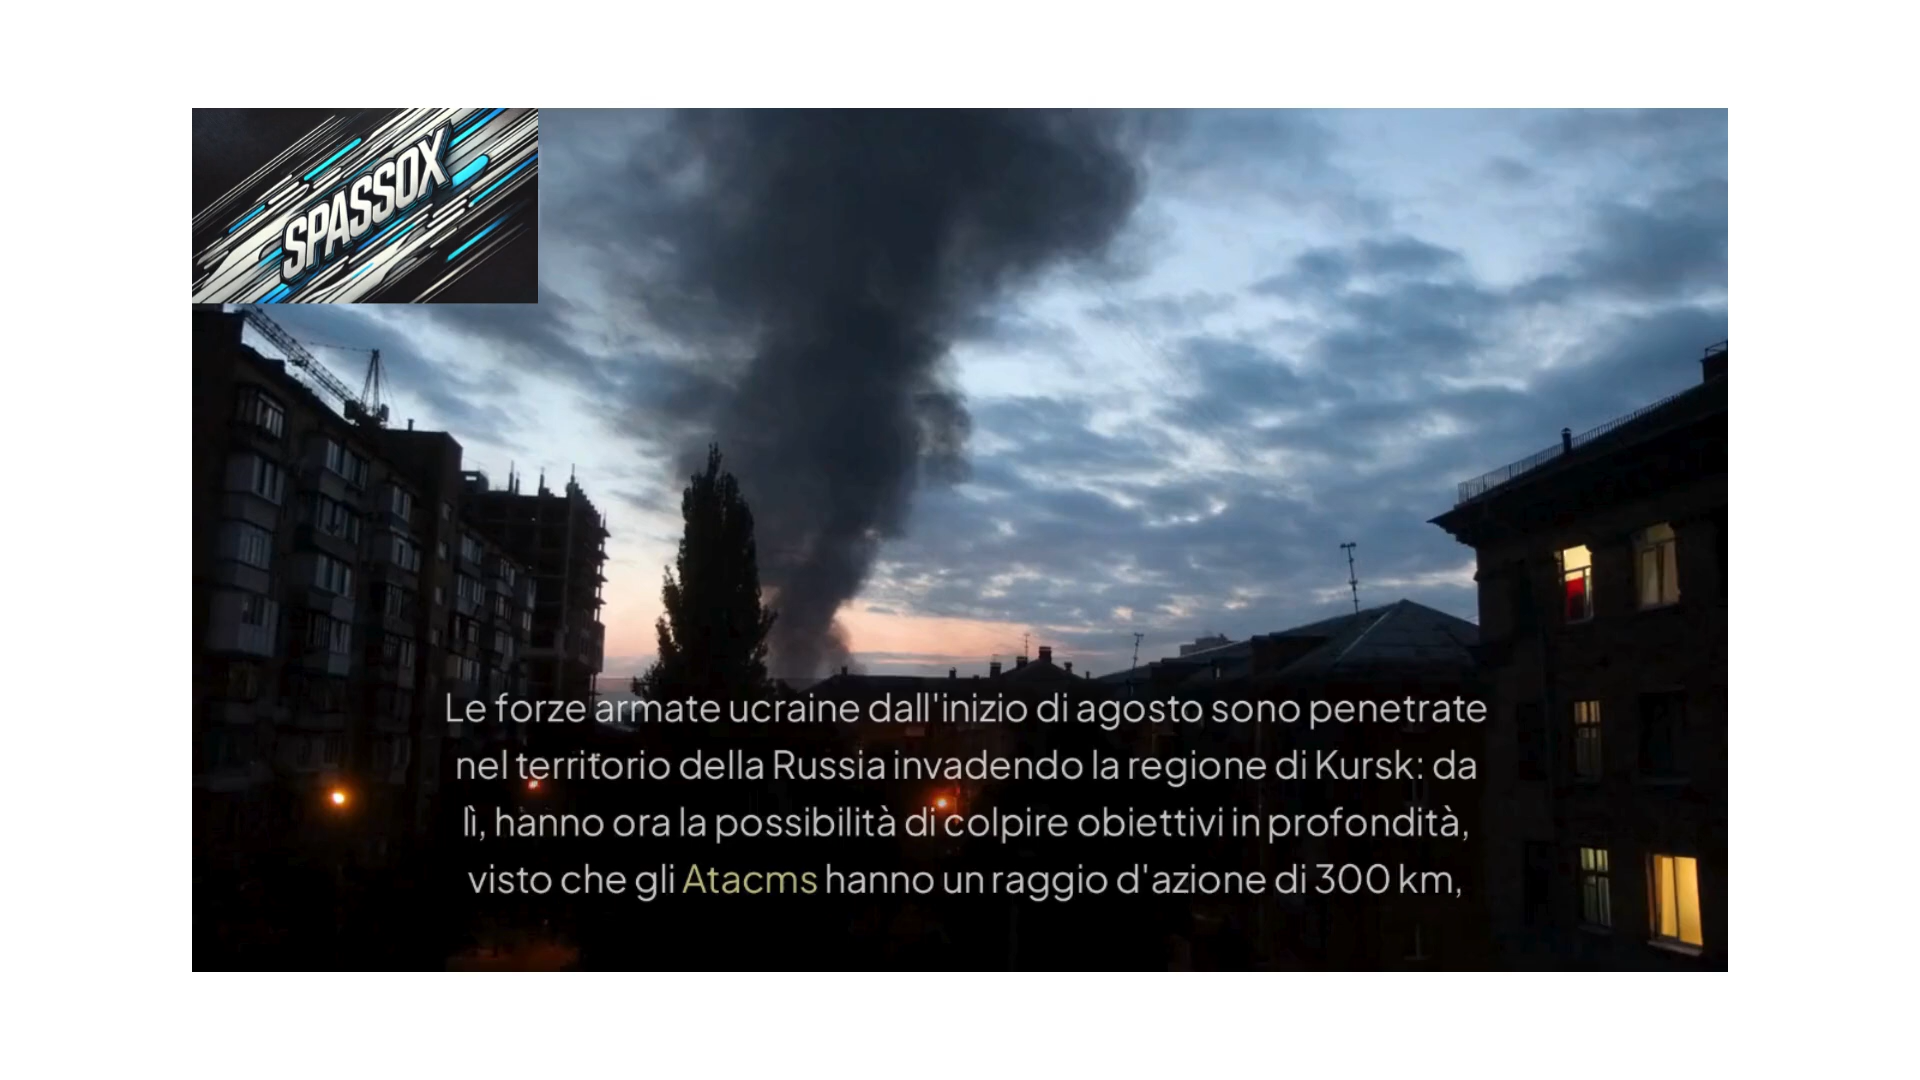 SPASSOX
Le forze armate ucraine dall'inizio di agosto sono penetrate
nel territorio della Russia invadendo la regione di Kursk: da
lì, hanno ora la possibilità di colpire obiettivi in profondità,
visto che gli Atacms hanno un raggio d'azione di 300 km,